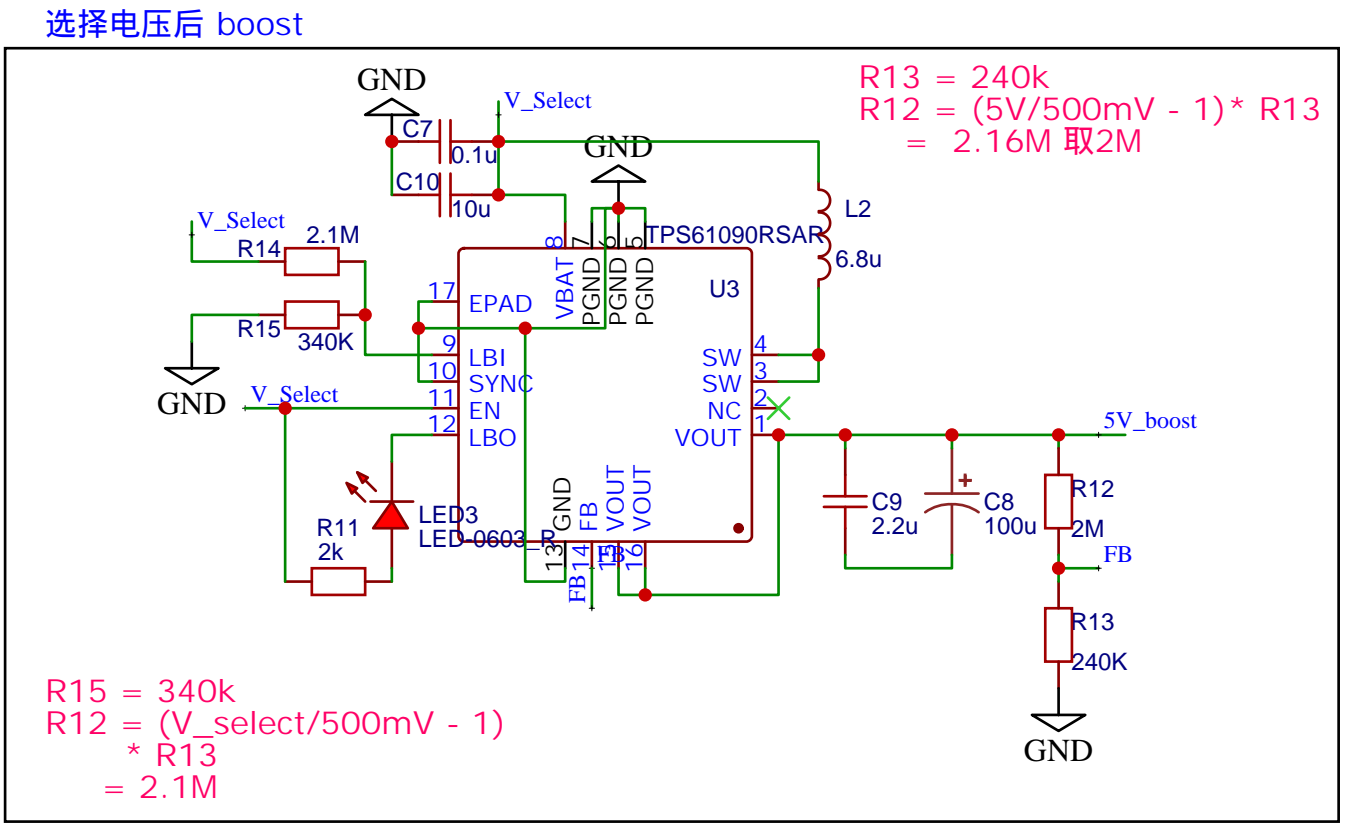 选择电压后 boost
R13 = 240k
R12 = (5V/500mV - 1)* R13
= 2.16M 取2M
GND
V_Select
C7
0.1u
GND
C10
10u
L2
6.8u
V_Select
R14
2.1M
8
7
6
5
TPS61090RSAR
VBAT
PGND
PGND
PGND
U3
17
EPAD
R15
340K
9
LBI
SW
4
10
SYNC
SW
3
GND
V_Select
11
EN
NC
2
12
LBO
VOUT
1
5V_boost
GND
FB
VOUT
VOUT
LED3
LED-0603_R
R11
2k
C9
2.2u
+
C8
100u
R12
2M
FB
13
14
15
16
FB
FB
R13
240K
GND
R15 = 340k
R12 = (V_select/500mV - 1)
* R13
= 2.1M